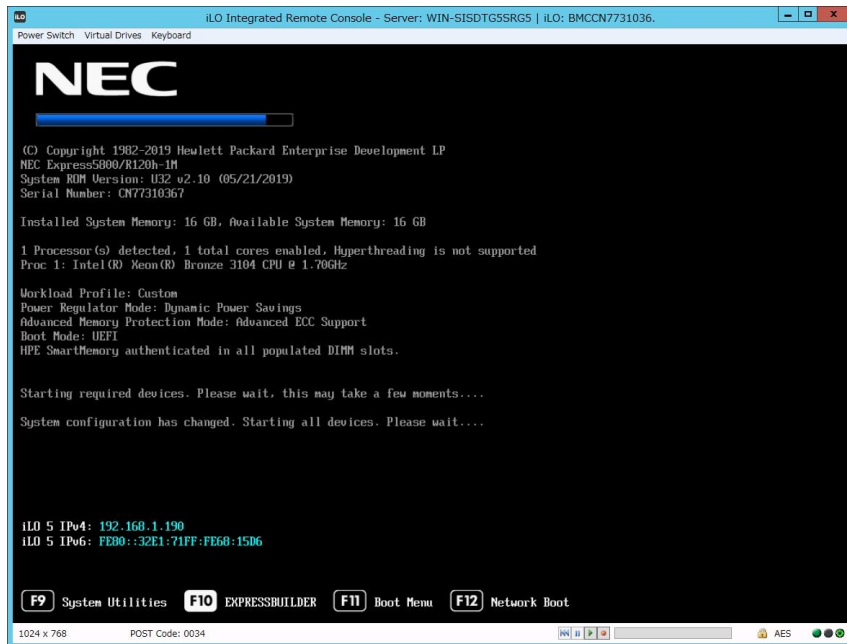 iLO
iLO Integrated Remote Console - Server: WIN-SISDTG5SRG5 | iLO: BMCCN7731036.
Power Switch Virtual Drives Keyboard
NEC
(C) Copyright 1982-2019 Hewlett Packard Enterprise Development LP
NEC Express5800/R120h-1M
System ROM Version: U32 v2.10 (05/21/2019)
Serial Number: CN77310367
Installed System Memory: 16 GB, Available System Memory: 16 GB
1 Processor(s) detected, 1 total cores enabled, Hyperthreading is not supported
Proc 1: Intel(R) Xeon(R) Bronze 3104 CPU @ 1.70GHz
Workload Profile: Custom
Power Regulator Mode: Dynamic Power Savings
Advanced Memory Protection Mode: Advanced ECC Support
Boot Mode: UEFI
HPE SmartMemory authenticated in all populated DIMM slots.
Starting required devices. Please wait, this may take a few moments....
System configuration has changed. Starting all devices. Please wait....
iLO 5 IPv4: 192.168.1.190
iLO 5 IPv6: FE80::32E1:71FF:FE68:15D6
F9 System Utilities F10 EXPRESSBUILDER F11 Boot Menu F12 Network Boot
1024 x 768 POST Code: 0034 AES